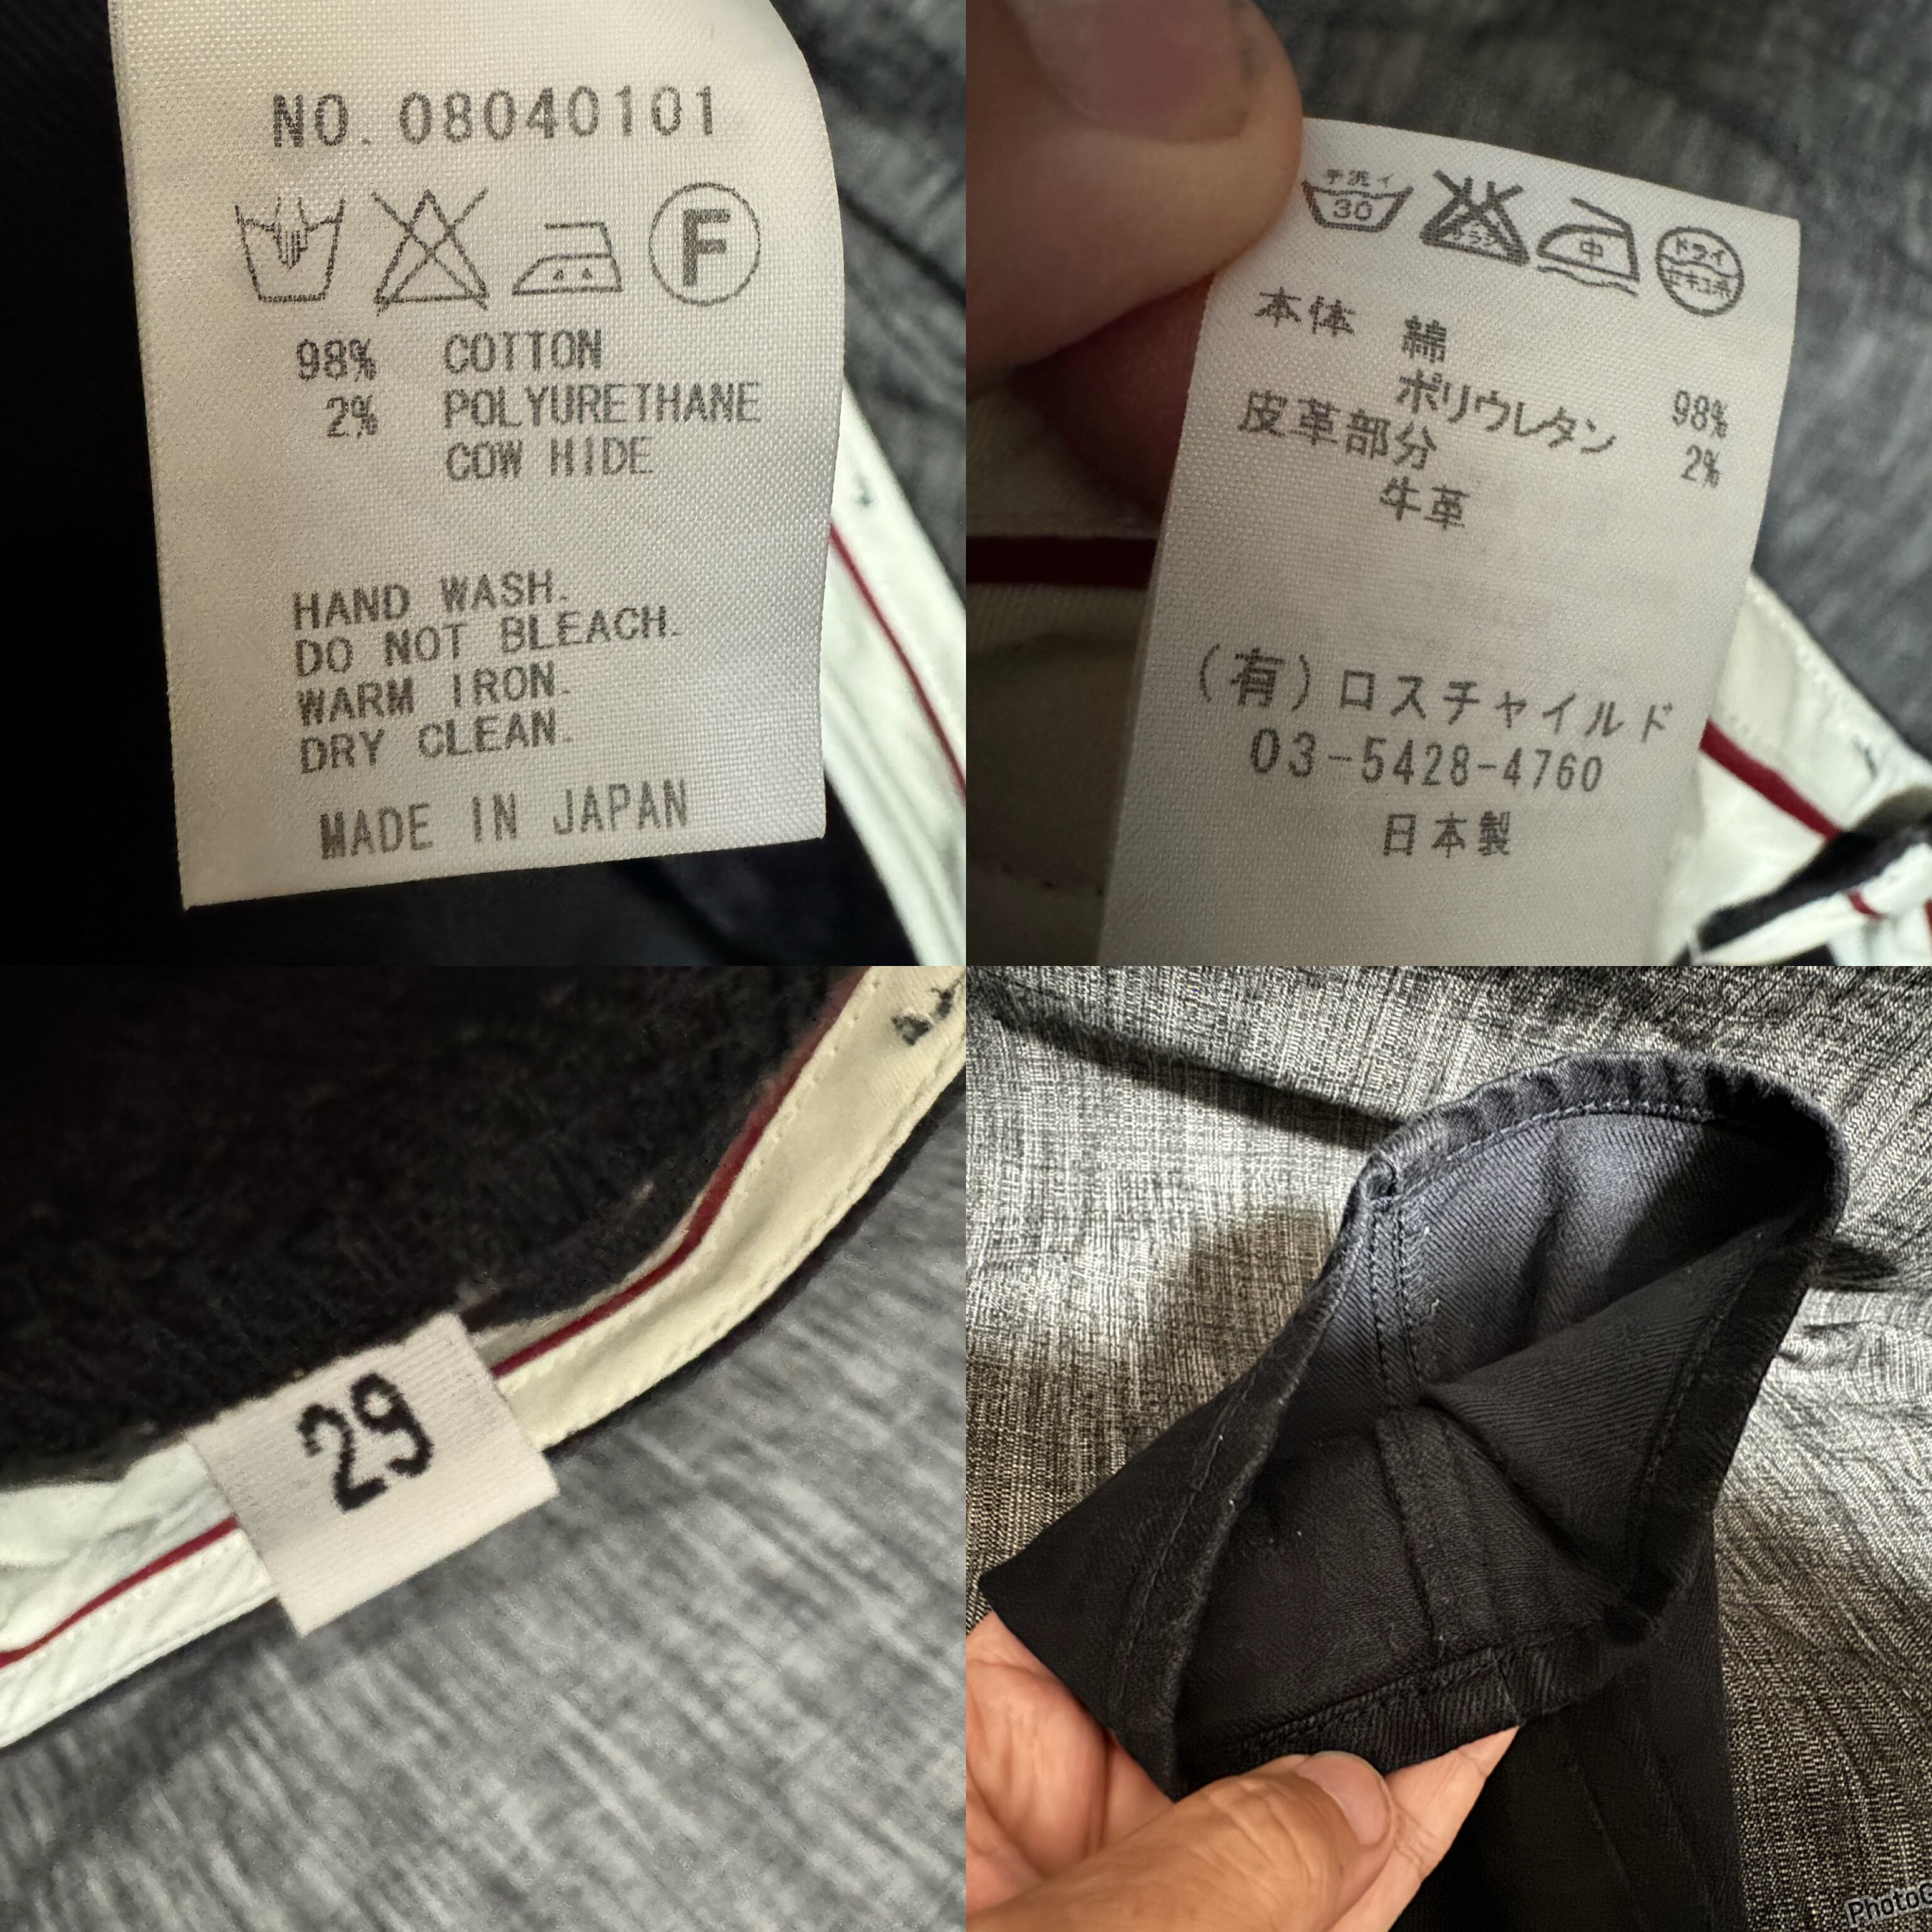 NO. 08040101
F
98% COTTON
2% POLYURETHANE
COW HIDE
HAND WASH.
DO NOT BLEACH.
WARM IRON.
DRY CLEAN.
MADE IN JAPAN
手洗イ
30
中
ドライ
本体 綿 98%
ポリウレタン 2%
皮革部分
牛革
(有)ロスチャイルド
03-5428-4760
日本製
29